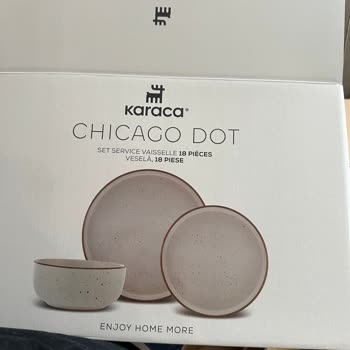 Karaca®
CHICAGO DOT
SET SERVICE VAISSELLE 18 PIÈCES
VESELĂ, 18 PIESE
ENJOY HOME MORE